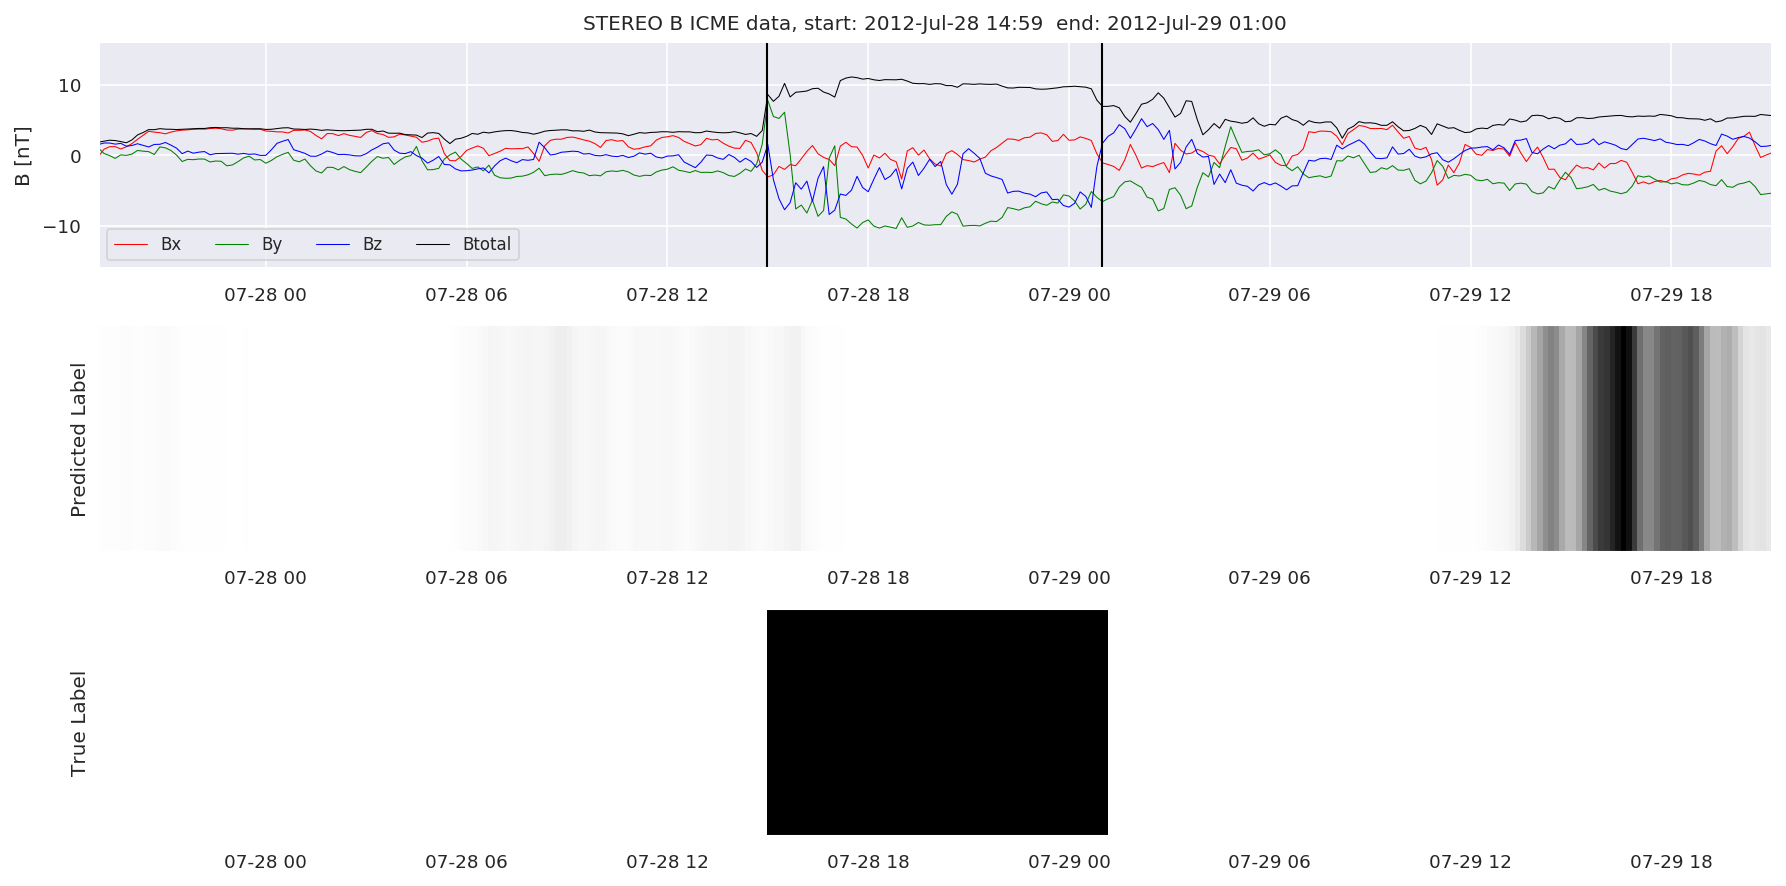 STEREO B ICME data, start: 2012-Jul-28 14:59  end: 2012-Jul-29 01:00
B [nT]
10
0
−10
Bx By Bz Btotal
07-28 00 07-28 06 07-28 12 07-28 18 07-29 00 07-29 06 07-29 12 07-29 18
Predicted Label
07-28 00 07-28 06 07-28 12 07-28 18 07-29 00 07-29 06 07-29 12 07-29 18
True Label
07-28 00 07-28 06 07-28 12 07-28 18 07-29 00 07-29 06 07-29 12 07-29 18